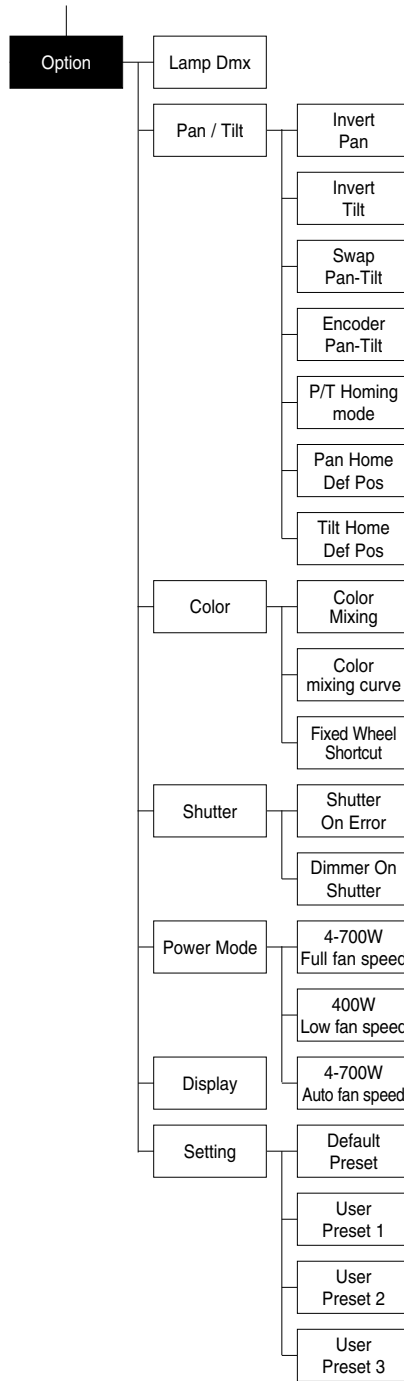 Option
Lamp Dmx
Pan / Tilt
Invert
Pan
Invert
Tilt
Swap
Pan-Tilt
Encoder
Pan-Tilt
P/T Homing
mode
Pan Home
Def Pos
Tilt Home
Def Pos
Color
Color
Mixing
Color
mixing curve
Fixed Wheel
Shortcut
Shutter
Shutter
On Error
Dimmer On
Shutter
Power Mode
4-700W
Full fan speed
400W
Low fan speed
4-700W
Auto fan speed
Display
Setting
Default
Preset
User
Preset 1
User
Preset 2
User
Preset 3